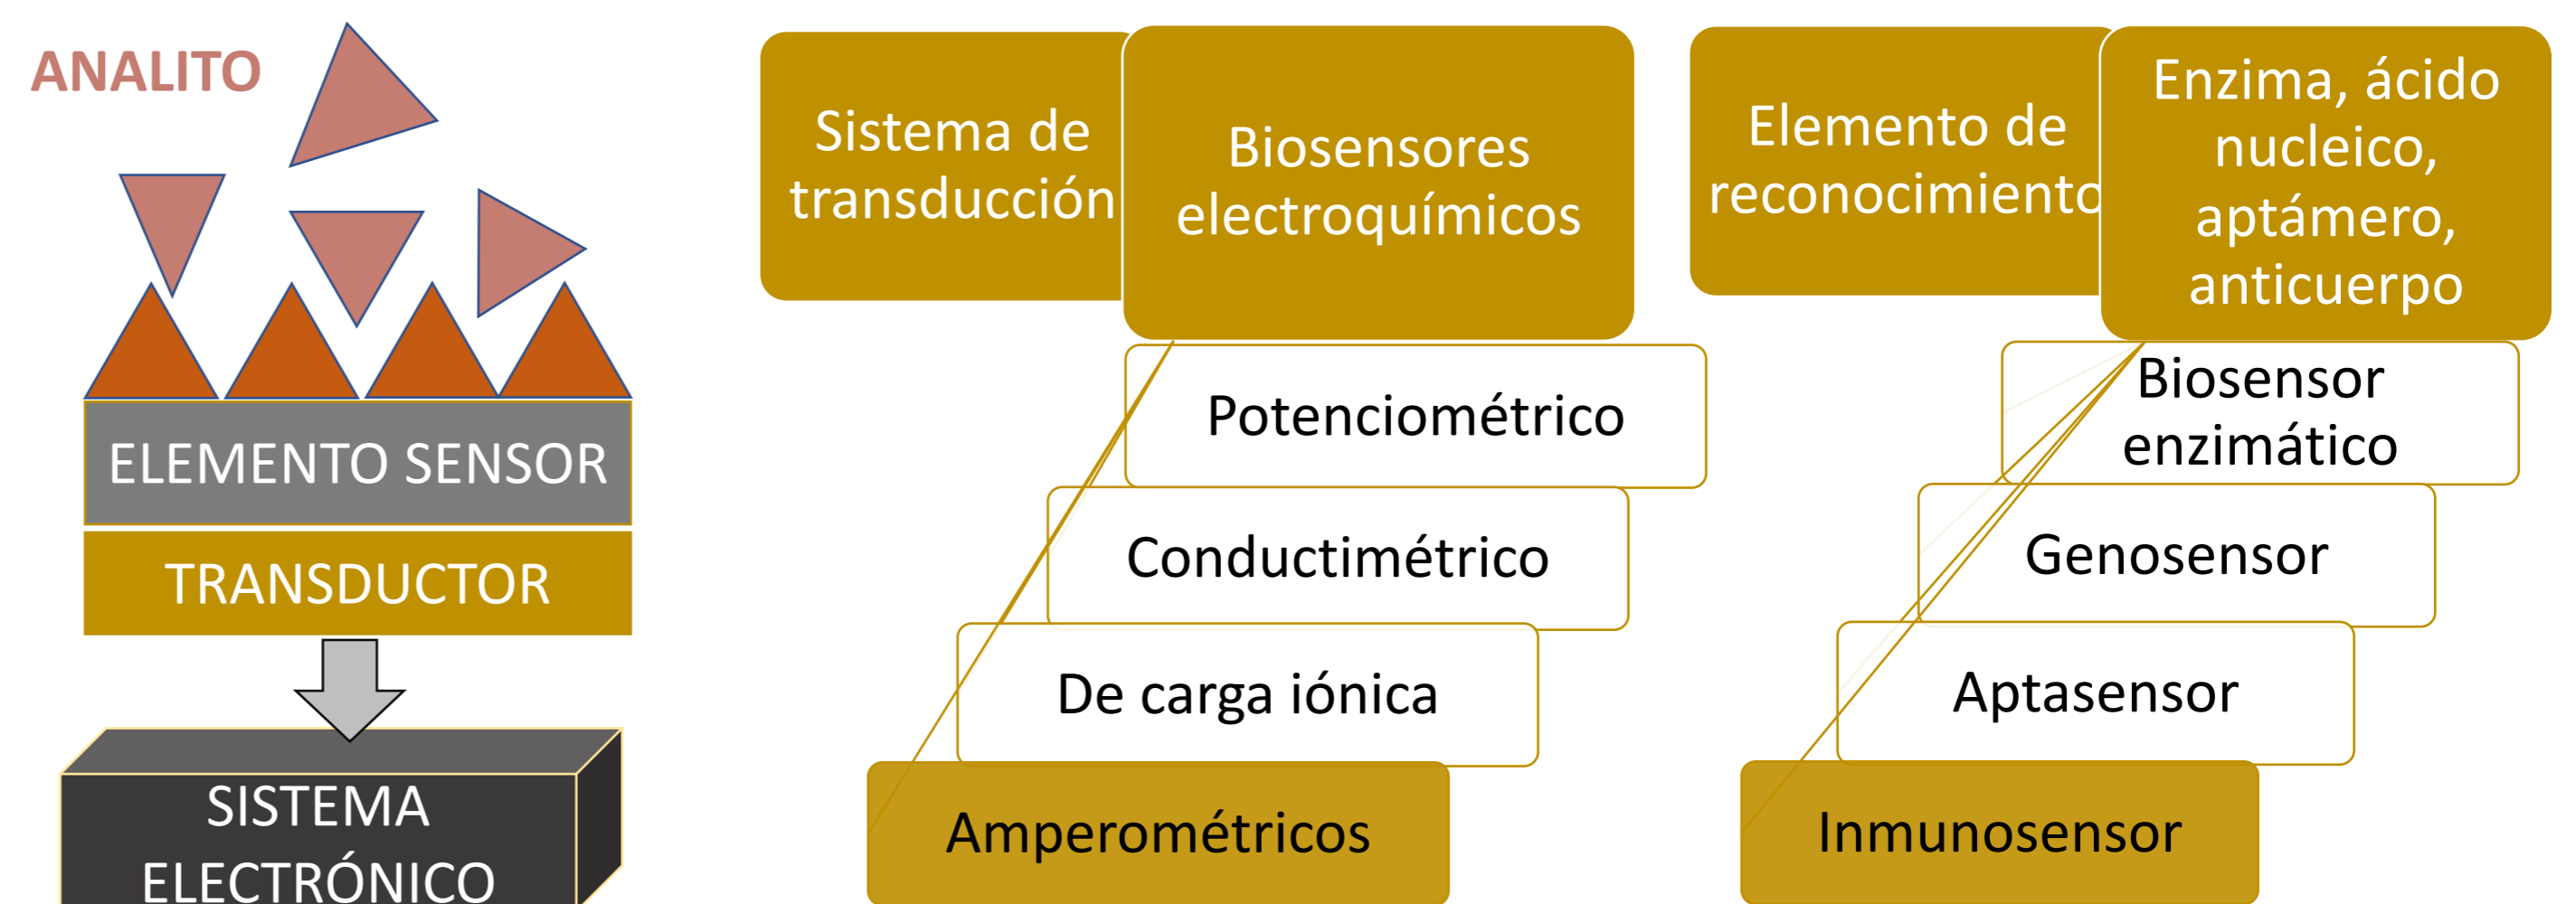 ANALITO
ELEMENTO SENSOR
TRANSDUCTOR
SISTEMA
ELECTRÓNICO
Sistema de
transducción
Biosensores
electroquímicos
Potenciométrico
Conductimétrico
De carga iónica
Amperométricos
Elemento de
reconocimiento
Enzima, ácido
nucleico,
aptámero,
anticuerpo
Biosensor
enzimático
Genosensor
Aptasensor
Inmunosensor